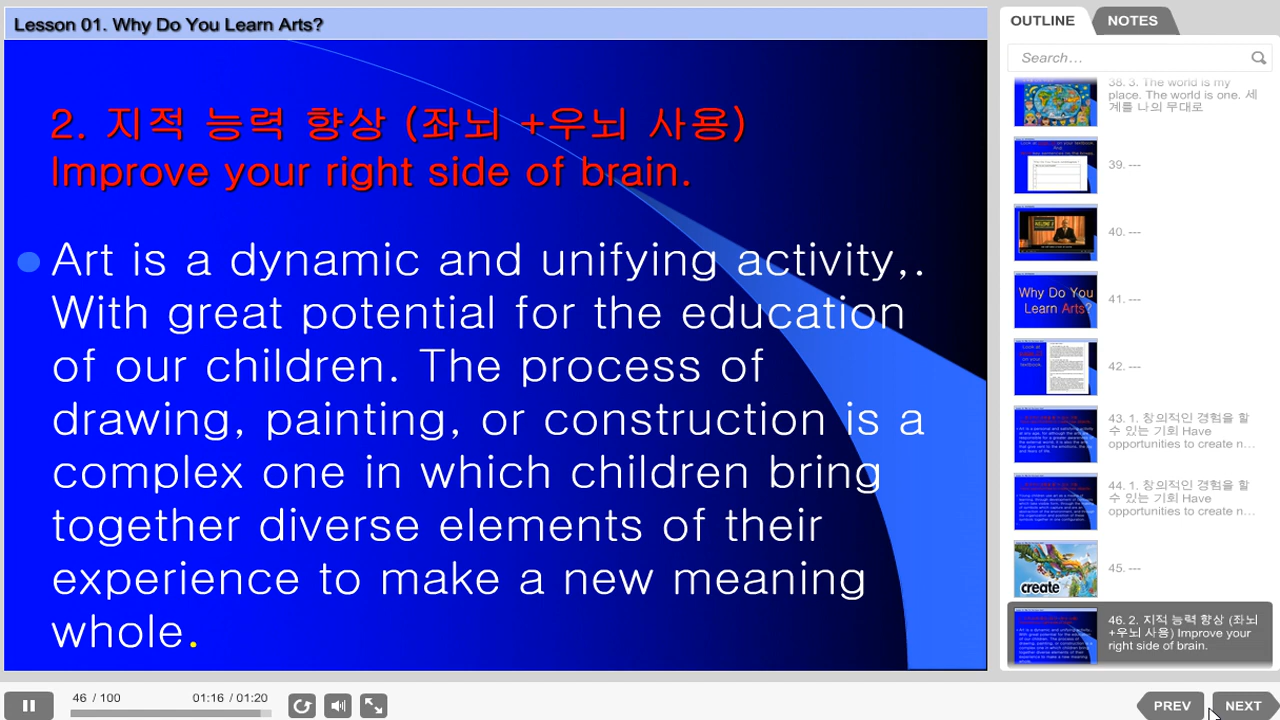 Lesson 01. Why Do You Learn Arts?
2. 지적 능력 향상 (좌뇌 +우뇌 사용)
Improve your right side of brain.
Art is a dynamic and unifying activity,.
With great potential for the education
of our children. The process of
drawing, painting, or construction is a
complex one in which children bring
together diverse elements of their
experience to make a new meaning
whole.
OUTLINE
NOTES
Search...
38. 3. The world is my
place. The world is one. 세
계를 나의 무대로
39. ---
40. ---
Why Do You
Learn Arts?
41. ---
42. ---
43. 1. 창의적인 경험을 할
수 있는 기회 Have
opportunities to create n...
44. 1. 창의적인 경험을 할
수 있는 기회 Have
opportunities to create n...
create
45. ---
46. 2. 지적 능력 향상 (좌뇌
+우뇌 사용) Improve your
right side of brain.
46 / 100
01:16 / 01:20
PREV
NEXT